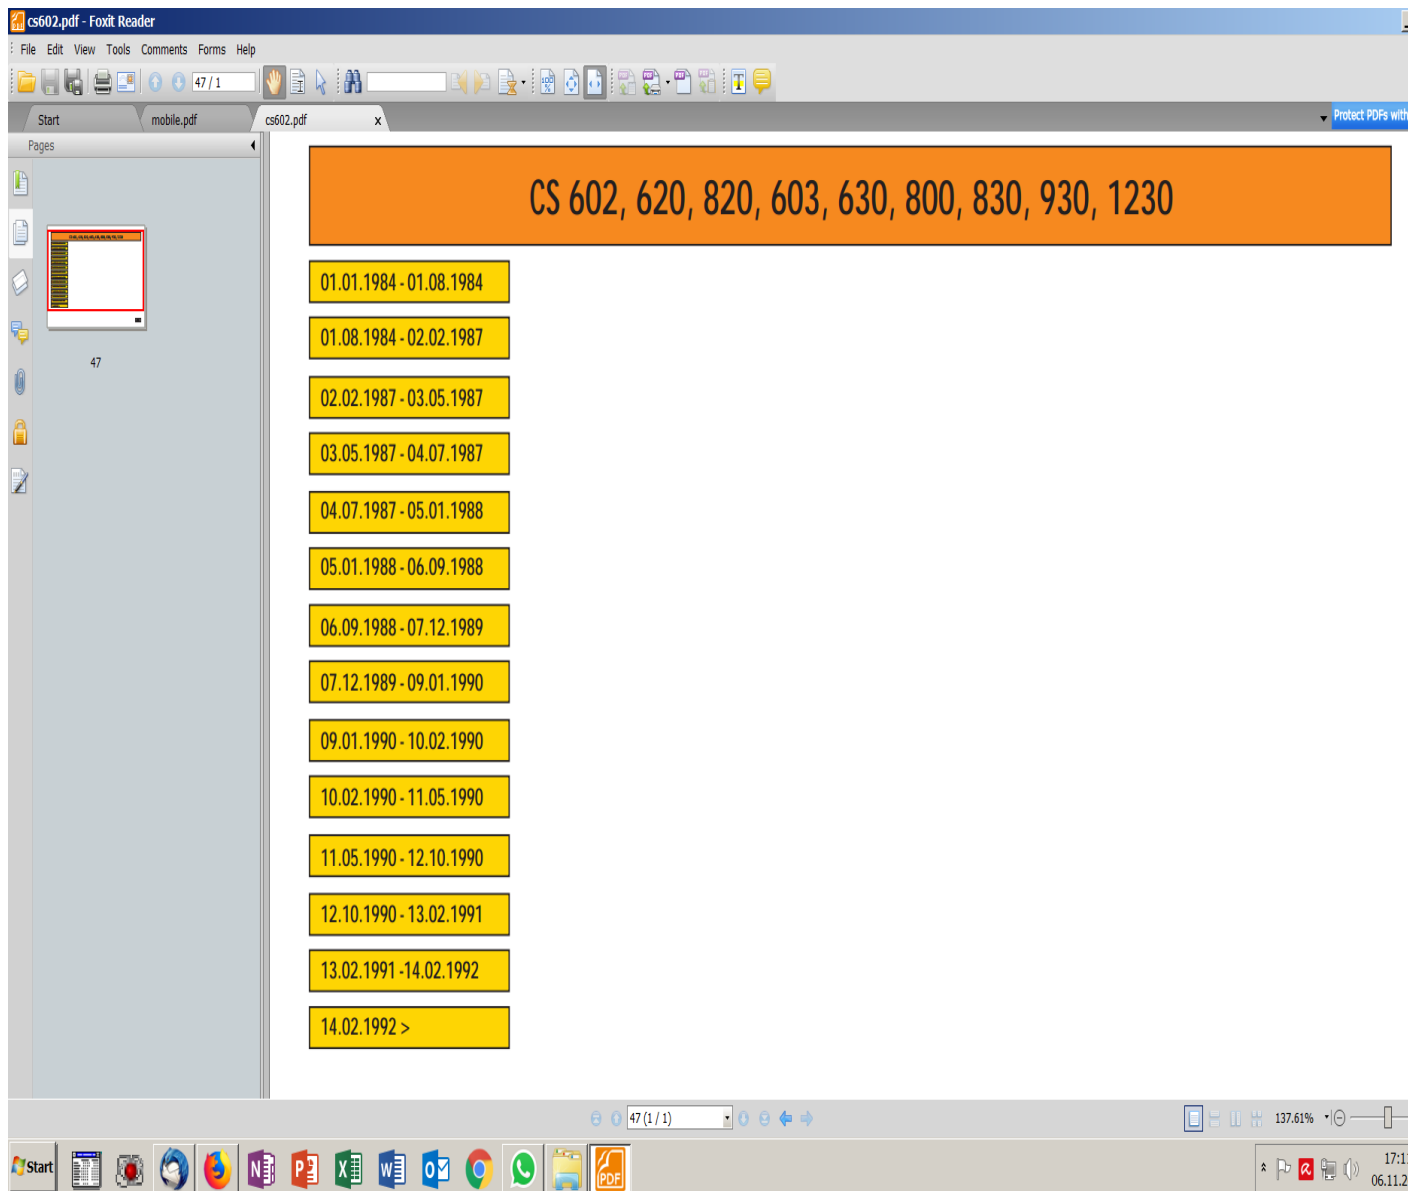 cs602.pdf - Foxit Reader
File Edit View Tools Comments Forms Help
47 / 1
Start mobile.pdf cs602.pdf x Protect PDFs with
Pages
CS 602, 620, 820, 603, 630, 800, 830, 930, 1230
01.01.1984 - 01.08.1984
01.08.1984 - 02.02.1987
02.02.1987 - 03.05.1987
03.05.1987 - 04.07.1987
04.07.1987 - 05.01.1988
05.01.1988 - 06.09.1988
06.09.1988 - 07.12.1989
07.12.1989 - 09.01.1990
09.01.1990 - 10.02.1990
10.02.1990 - 11.05.1990
11.05.1990 - 12.10.1990
12.10.1990 - 13.02.1991
13.02.1991 -14.02.1992
14.02.1992 >
47
47 (1 / 1)
137.61%
Start
17:1
06.11.2